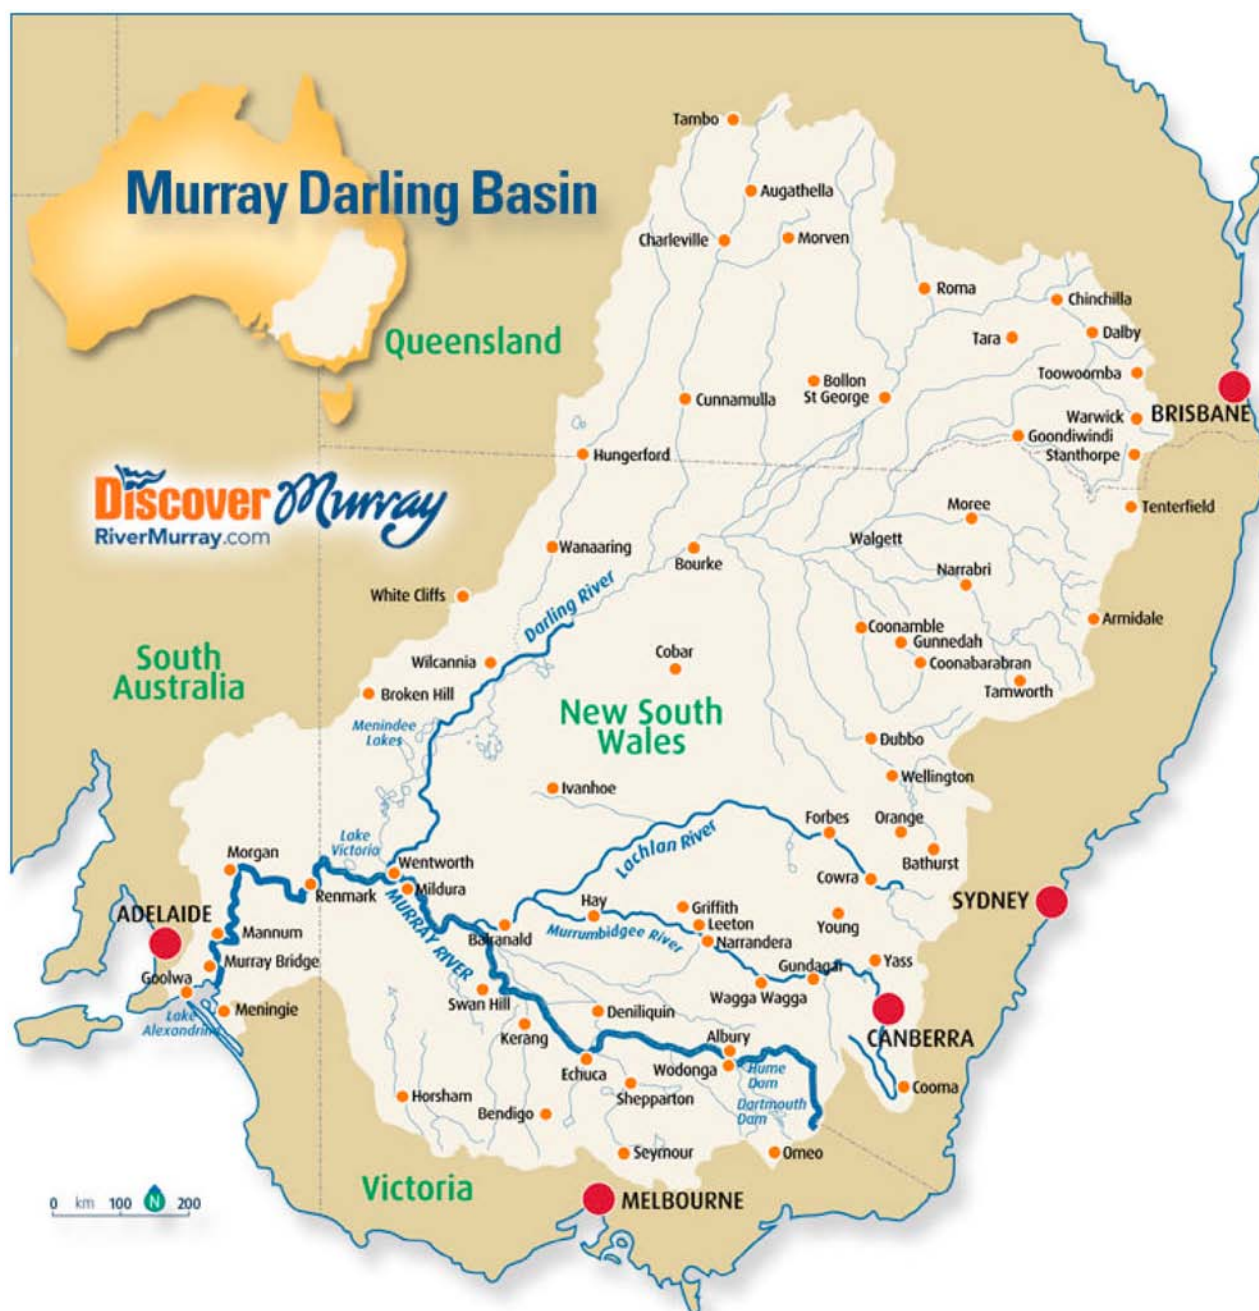 Murray Darling Basin
Queensland
Discover Murray
RiverMurray.com
South
Australia
New South
Wales
Victoria
Tambo
Augathella
Charleville
Morven
Roma
Chinchilla
Tara
Dalby
Bollon
Toowoomba
St George
Cunnamulla
Warwick
BRISBANE
Goondiwindi
Stanthorpe
Hungerford
Tenterfield
Moree
Walgett
Wanaaring
Bourke
Narrabri
White Cliffs
Darling River
Coonamble
Armidale
Gunnedah
Wilcannia
Cobar
Coonabarabran
Tamworth
Broken Hill
Menindee
Lakes
Dubbo
Wellington
Ivanhoe
Lachlan River
Forbes
Orange
Bathurst
Lake
Victoria
Morgan
Wentworth
Renmark
Mildura
Cowra
SYDNEY
ADELAIDE
MURRAY RIVER
Hay
Griffith
Leeton
Young
Mannum
Balranald
Murrumbidgee River
Narrandera
Murray Bridge
Gundagai
Yass
Goolwa
Swan Hill
Wagga Wagga
Meningie
Lake
Alexandrina
Deniliquin
Kerang
Albury
CANBERRA
Echuca
Wodonga
Hume
Dam
Cooma
Horsham
Shepparton
Dartmouth
Dam
Bendigo
Seymour
Omeo
MELBOURNE
0 km 100 N 200